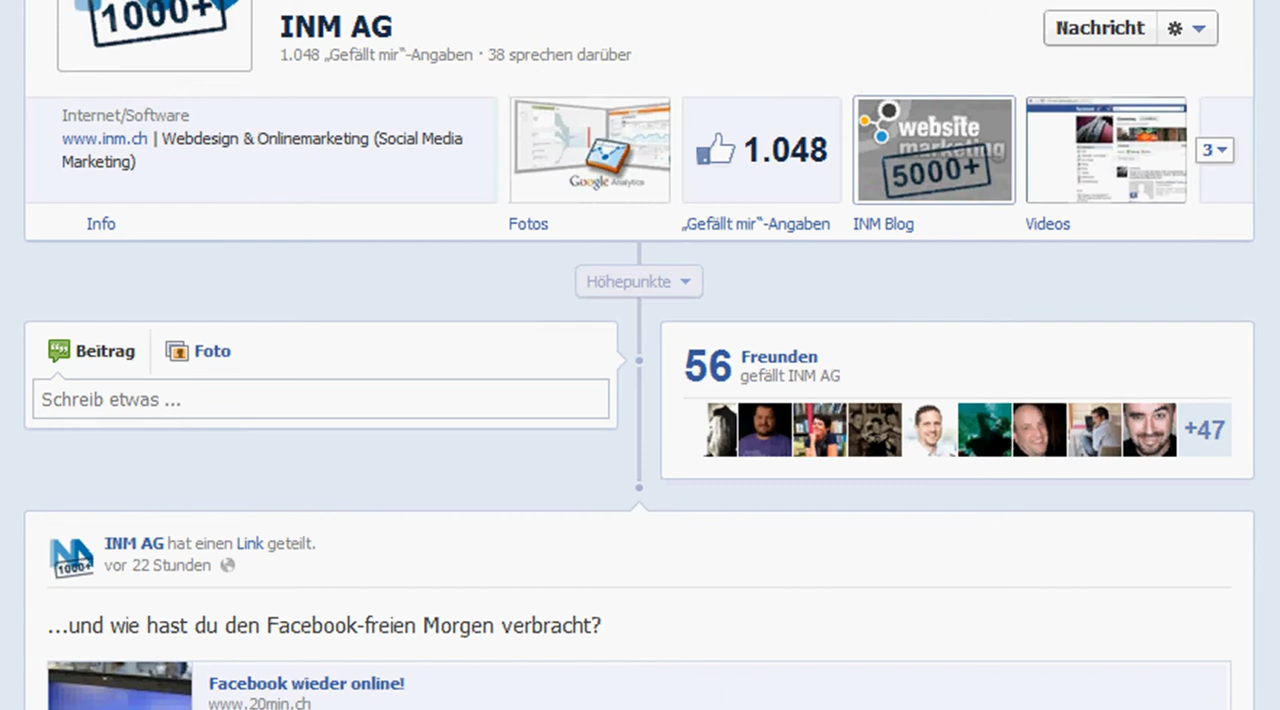 1000+
INM AG
1.048 „Gefällt mir“-Angaben · 38 sprechen darüber
Nachricht
Internet/Software
www.inm.ch | Webdesign & Onlinemarketing (Social Media
Marketing)
Google Analytics
1.048
website
marketing
5000+
3
Info
Fotos
„Gefällt mir“-Angaben
INM Blog
Videos
Höhepunkte
Beitrag
Foto
Schreib etwas ...
56 Freunden
gefällt INM AG
+47
INM AG hat einen Link geteilt.
1000+
vor 22 Stunden
...und wie hast du den Facebook-freien Morgen verbracht?
Facebook wieder online!
www.20min.ch